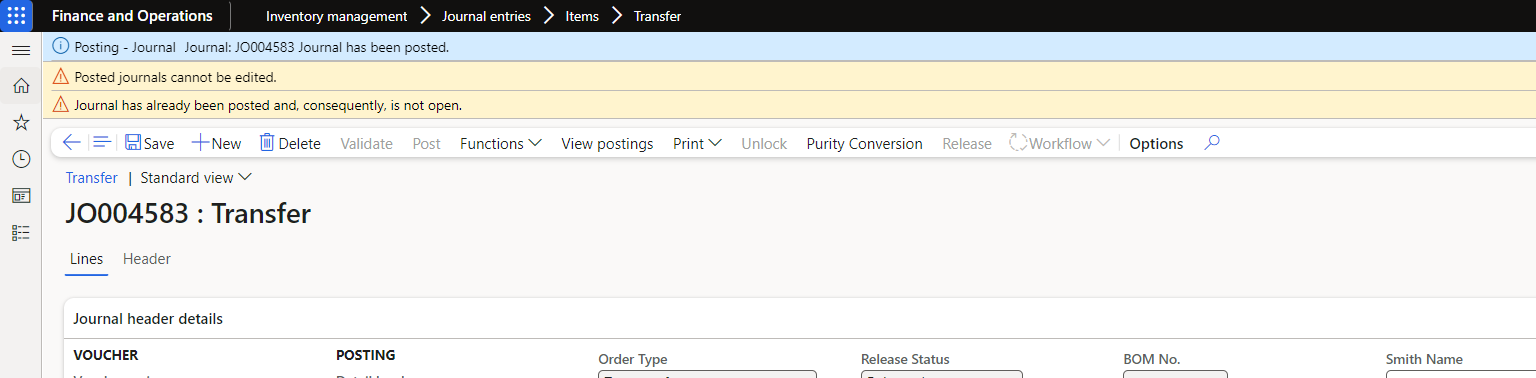 Finance and Operations Inventory management Journal entries Items Transfer
Posting - Journal Journal: JO004583 Journal has been posted.
Posted journals cannot be edited.
Journal has already been posted and, consequently, is not open.
Save New Delete Validate Post Functions View postings Print Unlock Purity Conversion Release Workflow Options
Transfer | Standard view
JO004583 : Transfer
Lines Header
Journal header details
VOUCHER POSTING Order Type Release Status BOM No. Smith Name